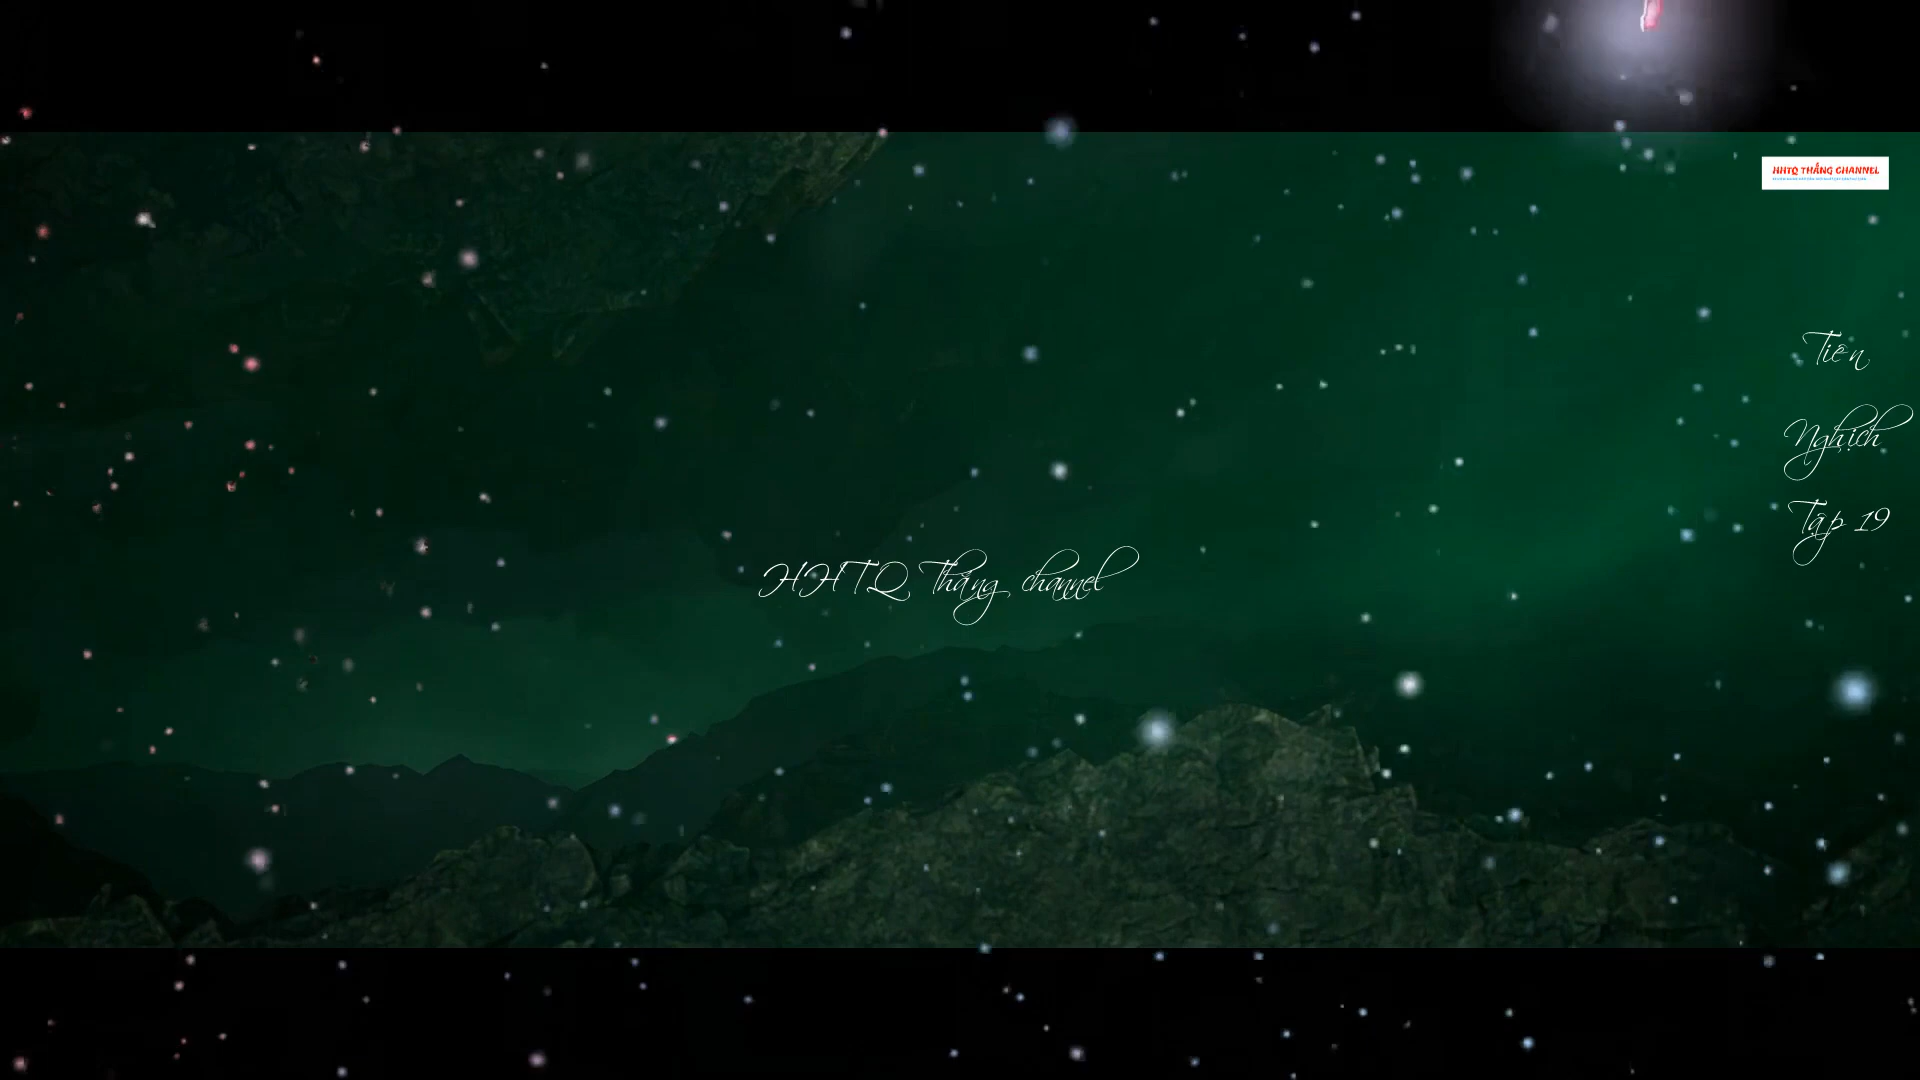 HHTQ THẮNG CHANNEL
Tiên
Nghịch
Tập 19
HHTQ Thắng channel